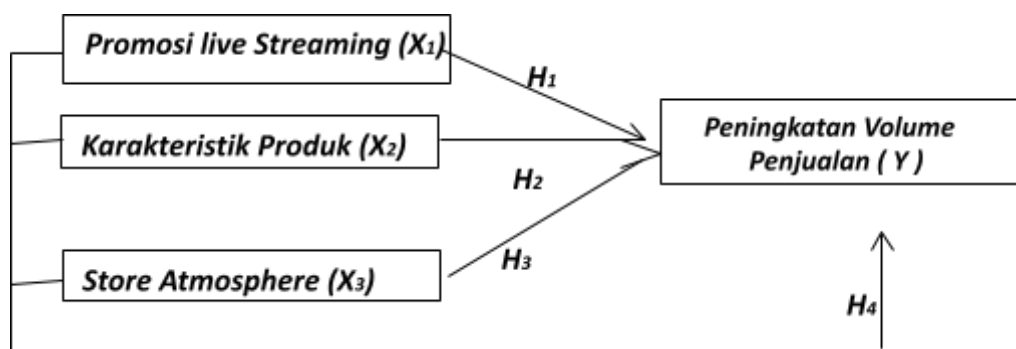 Promosi live Streaming (X1)
H1
Karakteristik Produk (X2)
Peningkatan Volume
Penjualan ( Y )
H2
H3
Store Atmosphere (X3)
H4